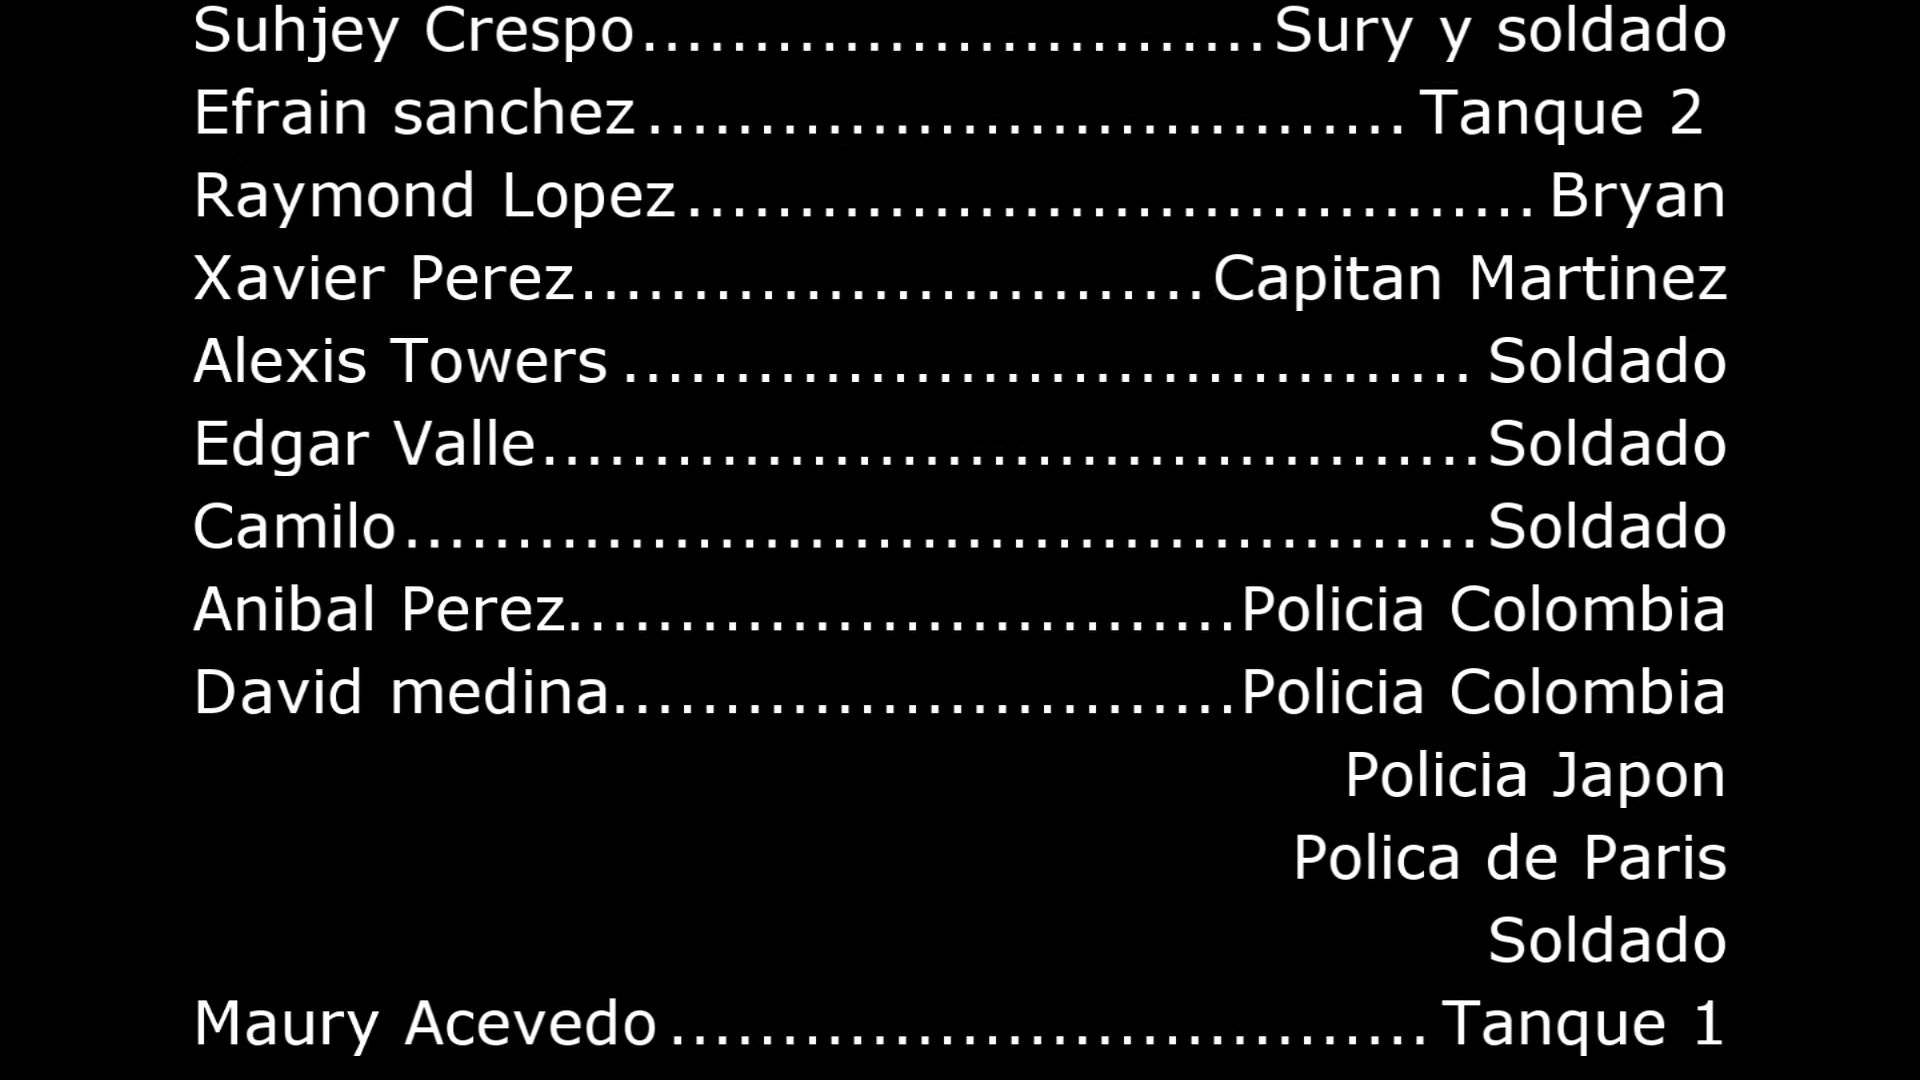 Suhjey Crespo............................Sury y soldado
Efrain sanchez..................................Tanque 2
Raymond Lopez......................................Bryan
Xavier Perez............................Capitan Martinez
Alexis Towers......................................Soldado
Edgar Valle..........................................Soldado
Camilo................................................Soldado
Anibal Perez..............................Policia Colombia
David medina............................Policia Colombia
Policia Japon
Polica de Paris
Soldado
Maury Acevedo..................................Tanque 1